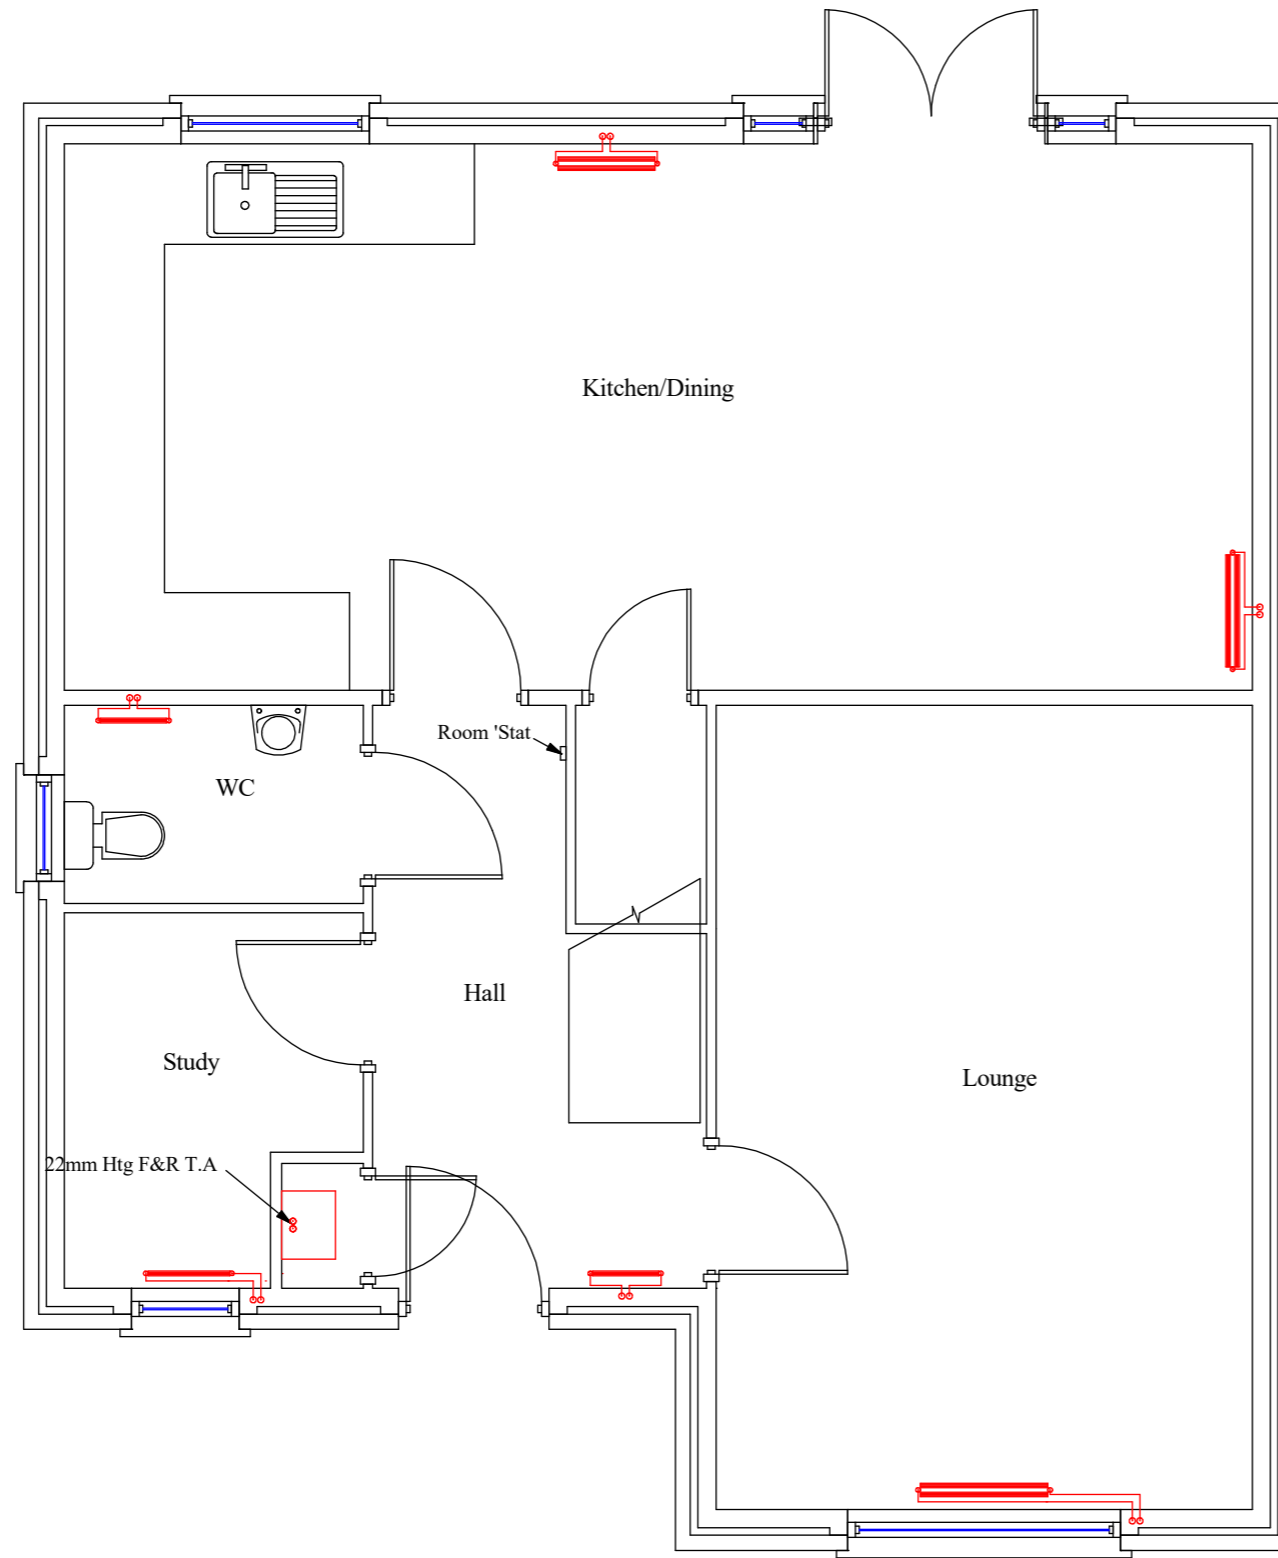 Kitchen/Dining
Room 'Stat
WC
Hall
Study
Lounge
22mm Htg F&R T.A